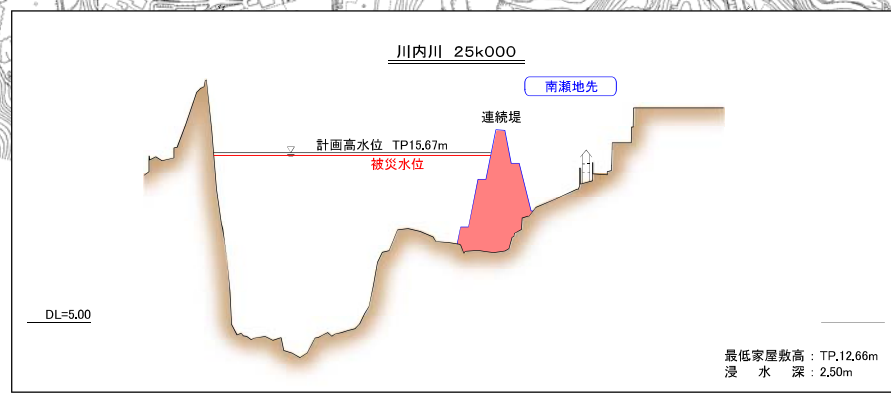 川内川 25k000
南瀬地先
連続堤
計画高水位 TP15.67m
被災水位
DL=5.00
最低家屋敷高 : TP.12.66m
浸 水 深 : 2.50m